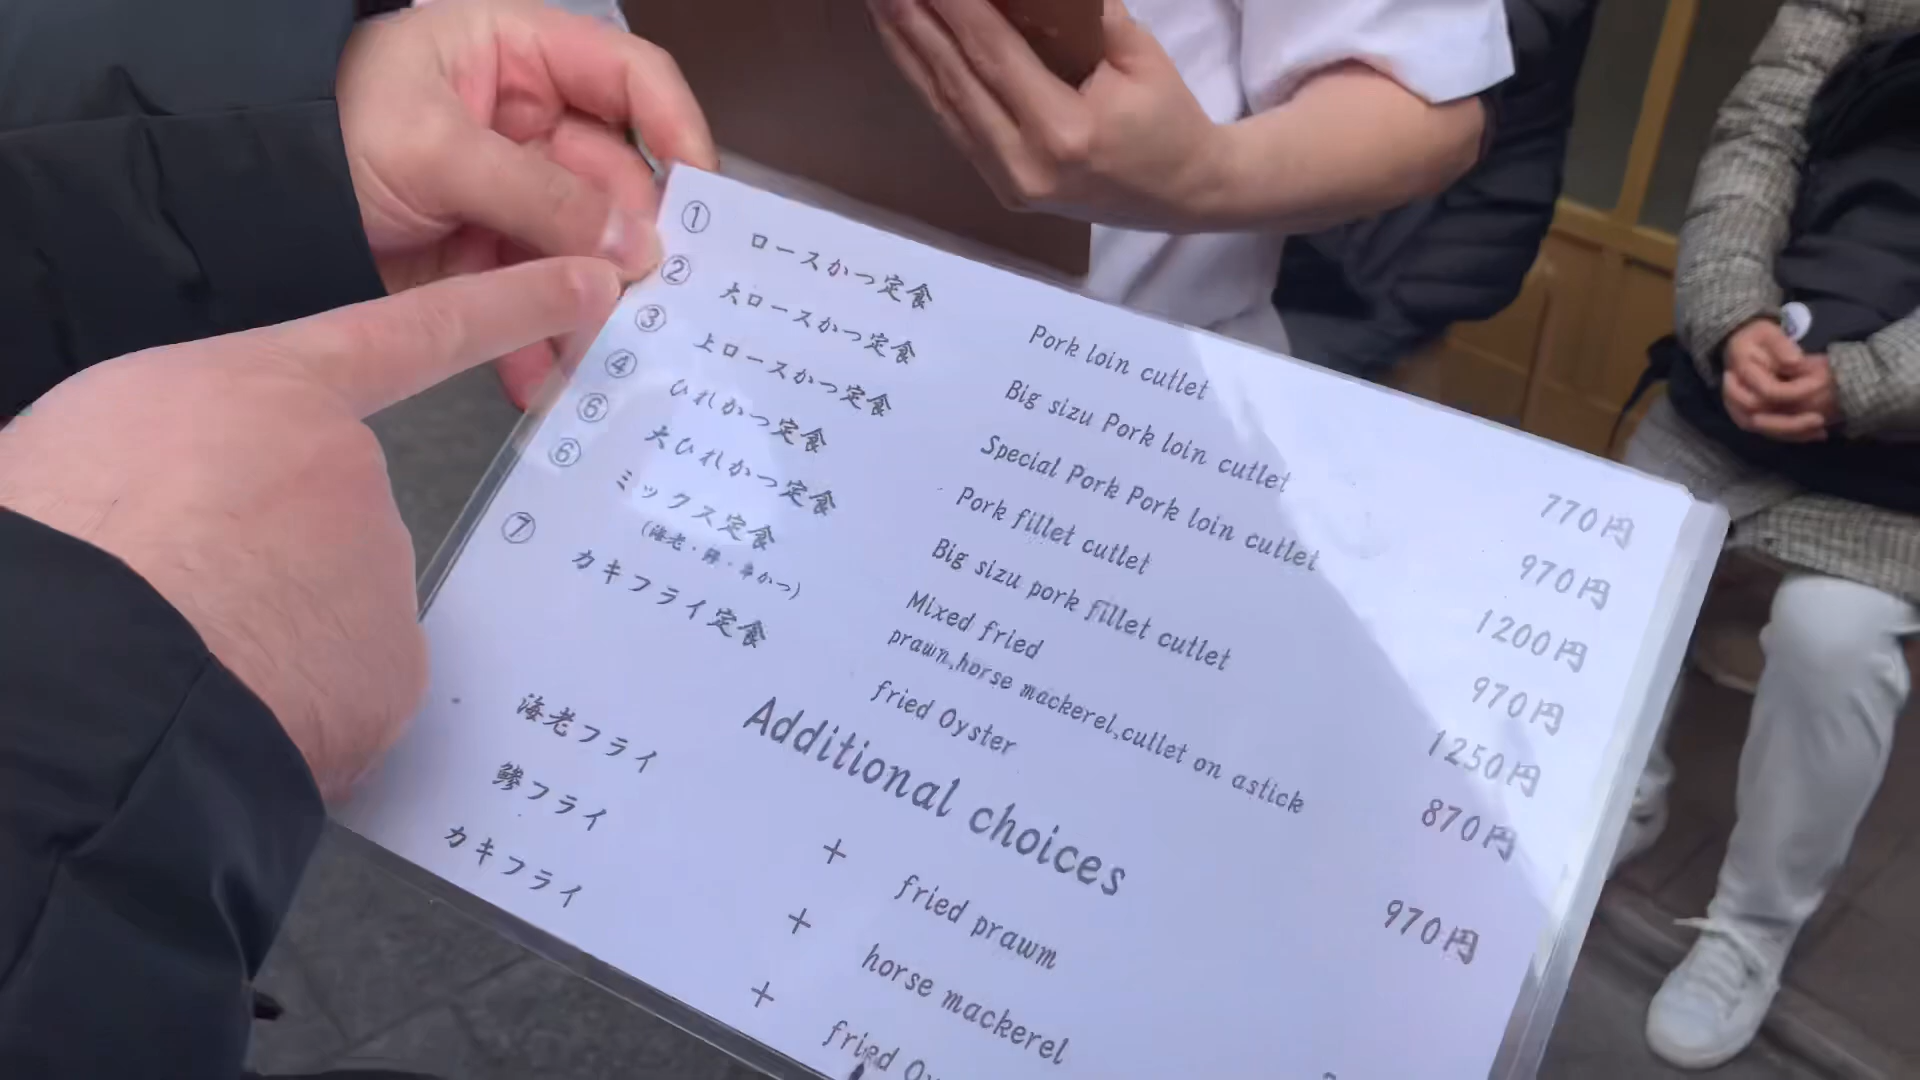 ① ロースかつ定食 Pork loin cutlet 770円
②大ロースかつ定食 Big sizu Pork loin cutlet 970円
③ 上ロースかつ定食 Special Pork Pork loin cutlet 1200円
④ ひれかつ定食 Pork fillet cutlet 970円
⑥ 大ひれかつ定食 Big sizu pork fillet cutlet 1250円
⑥ ミックス定食 Mixed fried 870円
(海老・鯵・串かつ) prawn,horse mackerel,cutlet on astick
⑦ カキフライ定食 fried Oyster 970円
Additional choices
海老フライ + fried prawm
鯵フライ + horse mackerel
カキフライ + fried